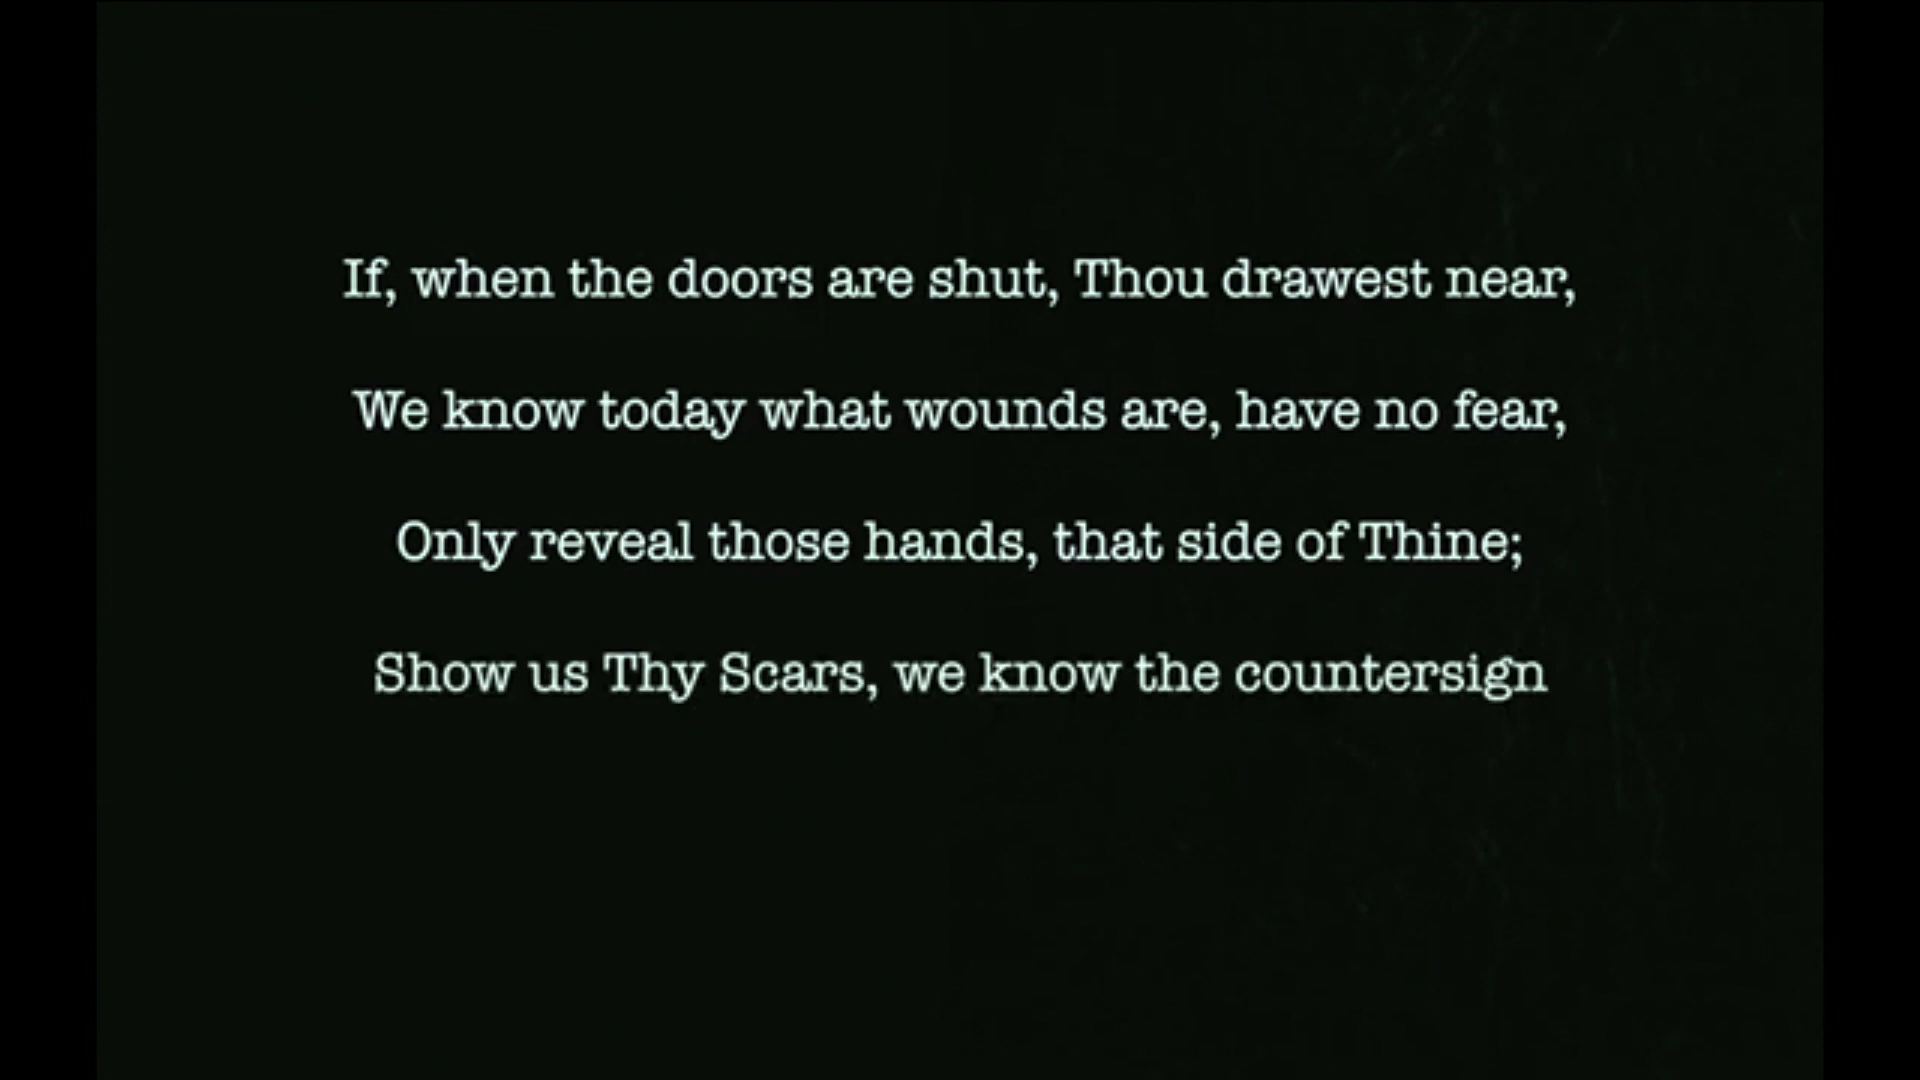 If, when the doors are shut, Thou drawest near,
We know today what wounds are, have no fear,
Only reveal those hands, that side of Thine;
Show us Thy Scars, we know the countersign